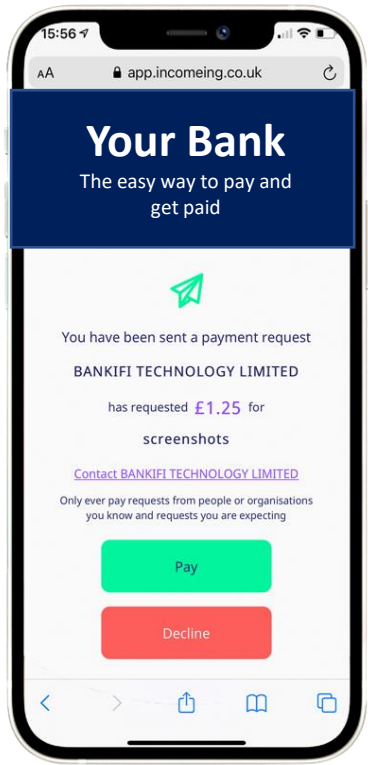 15:56
AA app.incomeing.co.uk
Your Bank
The easy way to pay and
get paid
You have been sent a payment request
BANKIFI TECHNOLOGY LIMITED
has requested £1.25 for
screenshots
Contact BANKIFI TECHNOLOGY LIMITED
Only ever pay requests from people or organisations
you know and requests you are expecting
Pay
Decline